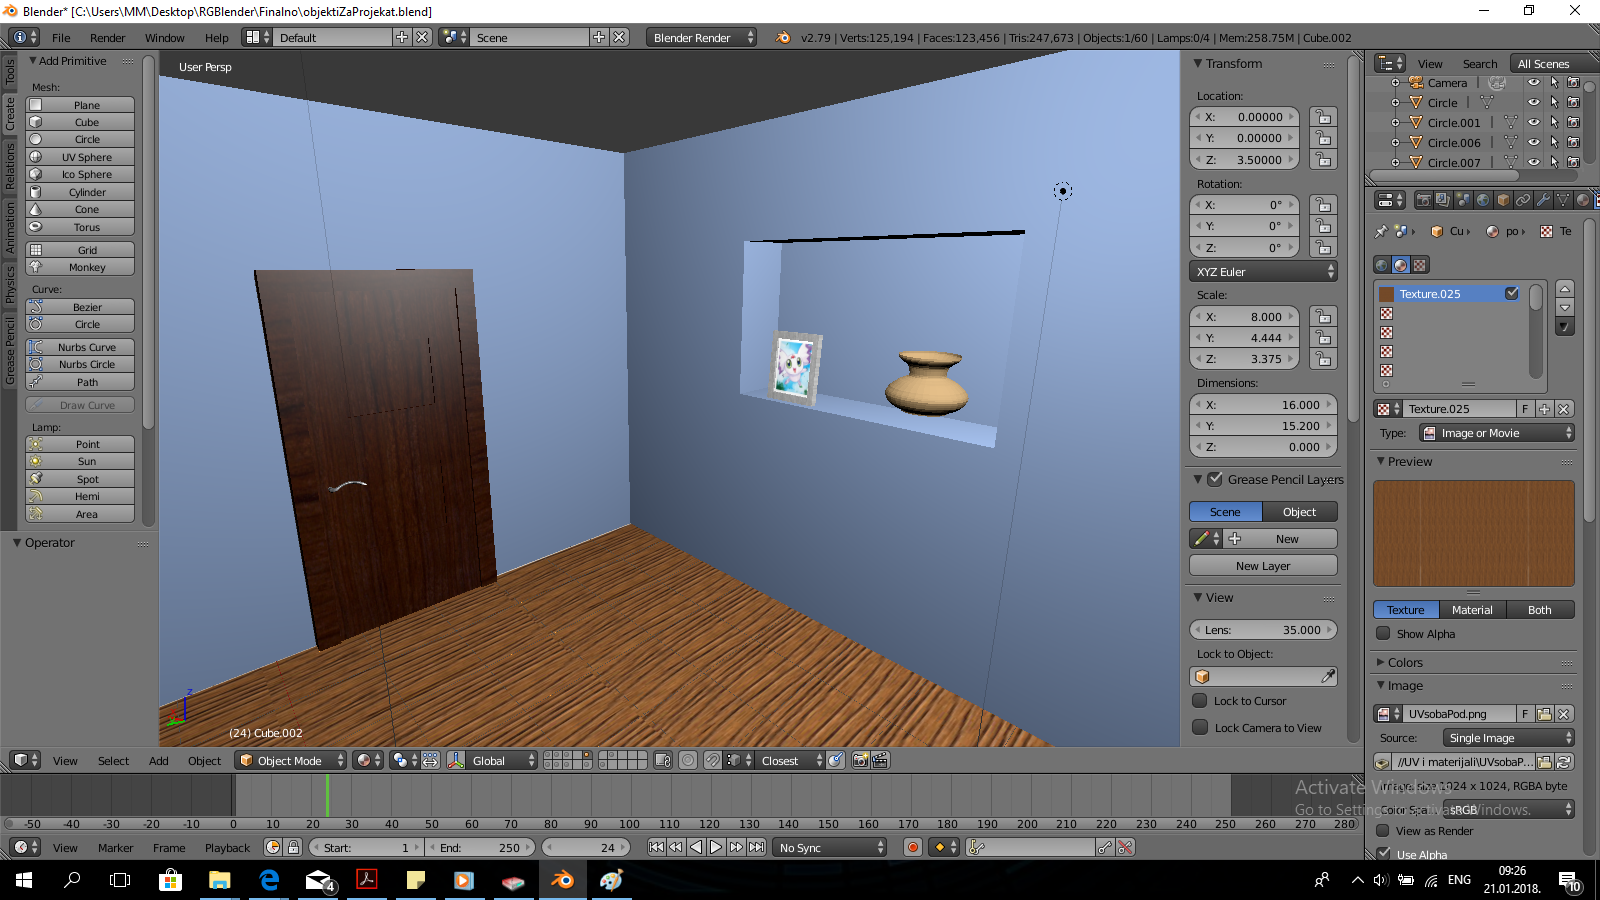 Blender* [C:\Users\MM\Desktop\RGBlender\Finalno\objektiZaProjekat.blend]
File Render Window Help Default Scene Blender Render v2.79 | Verts:125,194 | Faces:123,456 | Tris:247,673 | Objects:1/60 | Lamps:0/4 | Mem:258.75M | Cube.002
Tools
Create
Relations
Animation
Physics
Grease Pencil
Add Primitive
Mesh:
Plane
Cube
Circle
UV Sphere
Ico Sphere
Cylinder
Cone
Torus
Grid
Monkey
Curve:
Bezier
Circle
Nurbs Curve
Nurbs Circle
Path
Draw Curve
Lamp:
Point
Sun
Spot
Hemi
Area
Operator
User Persp
z
(24) Cube.002
Transform
Location:
X: 0.00000
Y: 0.00000
Z: 3.50000
Rotation:
X: 0°
Y: 0°
Z: 0°
XYZ Euler
Scale:
X: 8.000
Y: 4.444
Z: 3.375
Dimensions:
X: 16.000
Y: 15.200
Z: 0.000
Grease Pencil Layers
Scene Object
New
New Layer
View
Lens: 35.000
Lock to Object:
Lock to Cursor
Lock Camera to View
View Search All Scenes
Camera
Circle
Circle.001
Circle.006
Circle.007
Cu po Te
Texture.025
Texture.025 F
Type: Image or Movie
Preview
Texture Material Both
Show Alpha
Colors
Image
UVsobaPod.png F
Source: Single Image
//UV i materijali\UVsobaP...
Image: size 1024 x 1024, RGBA byte
Color Sp sRGB
View as Render
Use Alpha
Activate Windows
Go to Settings to activate Windows.
View Select Add Object Object Mode Global Closest
-50 -40 -30 -20 -10 0 10 20 30 40 50 60 70 80 90 100 110 120 130 140 150 160 170 180 190 200 210 220 230 240 250 260 270 280
View Marker Frame Playback Start: 1 End: 250 24 No Sync
4
ENG
09:26
21.01.2018.
10